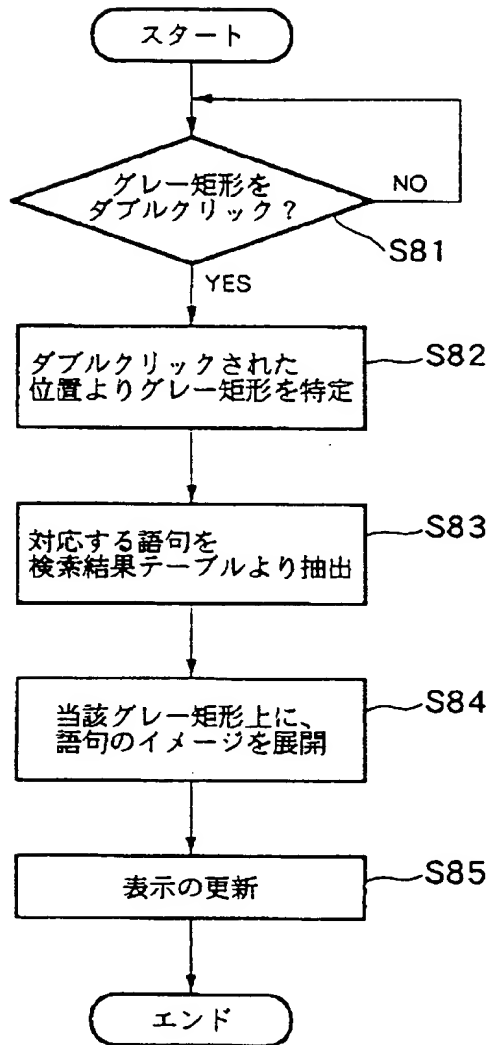 スタート
グレー矩形を
ダブルクリック？
NO
S81
YES
ダブルクリックされた
位置よりグレー矩形を特定
S82
対応する語句を
検索結果テーブルより抽出
S83
当該グレー矩形上に、
語句のイメージを展開
S84
表示の更新
S85
エンド